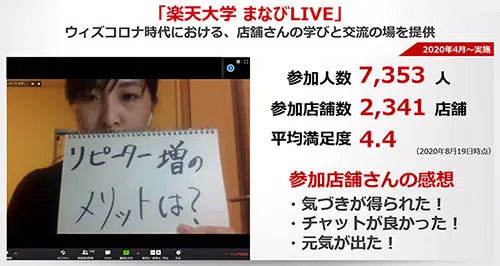 「楽天大学 まなびLIVE」
ウィズコロナ時代における、店舗さんの学びと交流の場を提供
2020年4月～実施
リピーター増の
メリットは？
参加人数 7,353 人
参加店舗数 2,341 店舗
平均満足度 4.4
（2020年8月19日時点）
参加店舗さんの感想
・気づきが得られた！
・チャットが良かった！
・元気が出た！